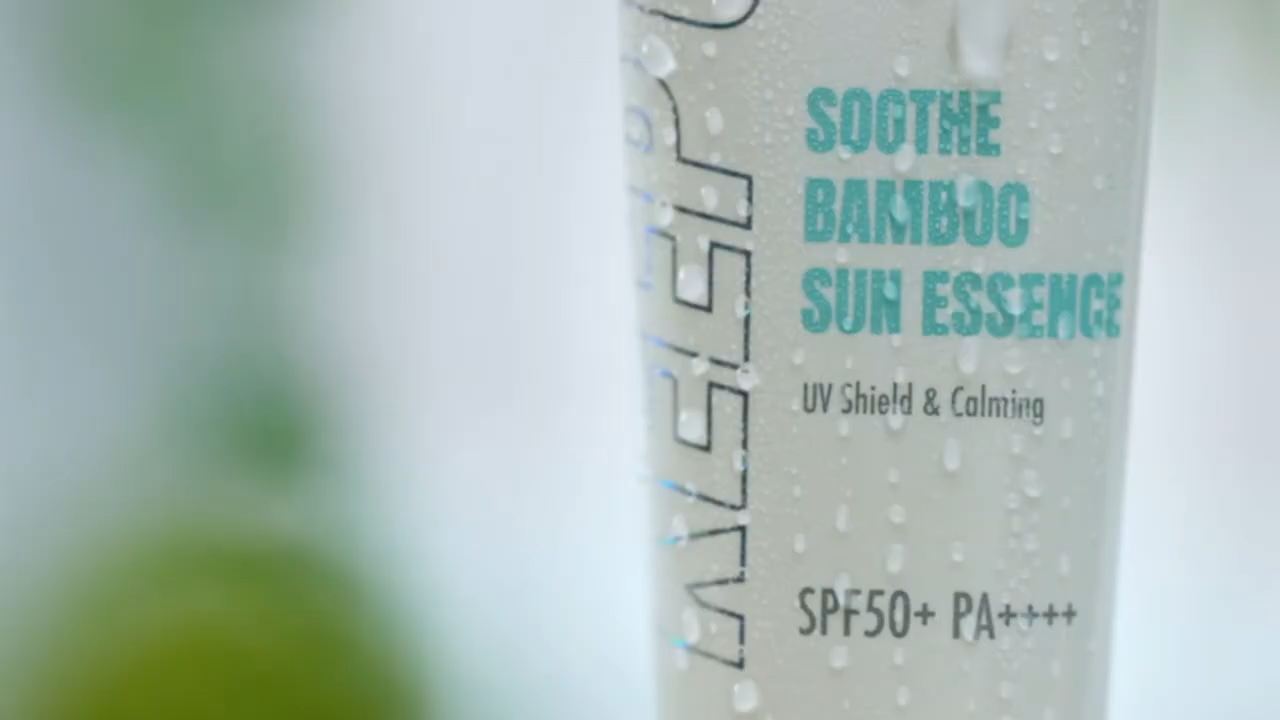 SOOTHE
BAMBOO
SUN ESSENCE
UV Shield & Calming
SPF50+ PA++++